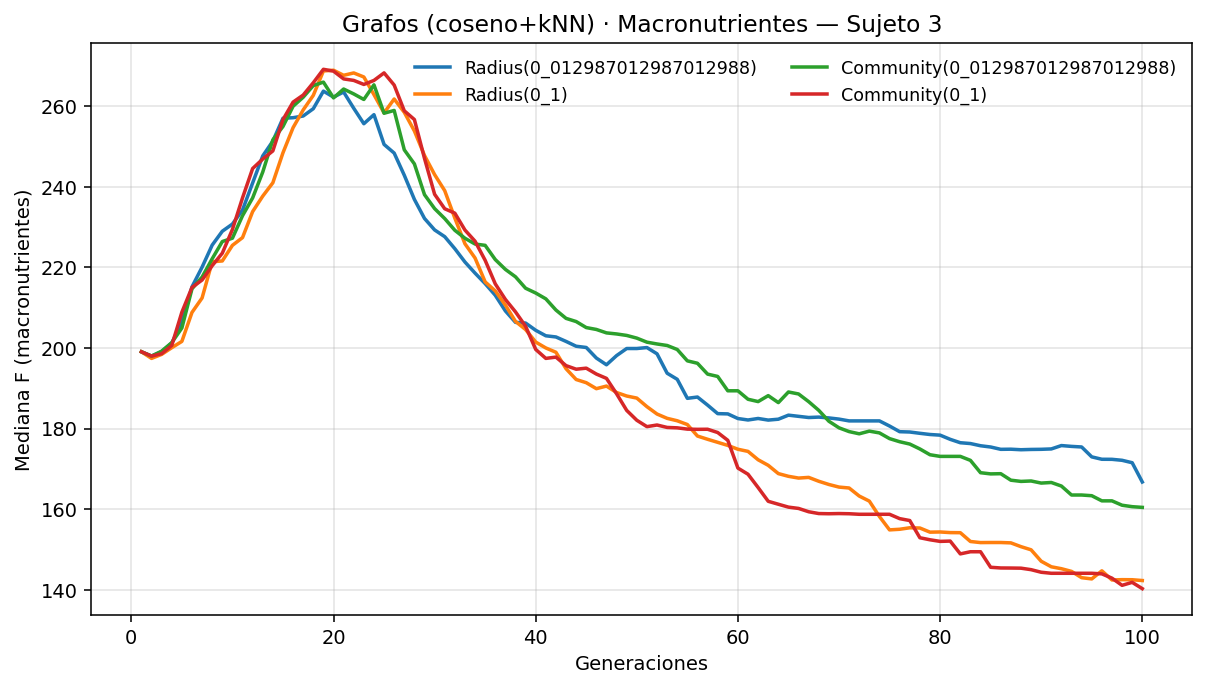 Grafos (coseno+kNN) · Macronutrientes — Sujeto 3
Radius(0_012987012987012988)
Radius(0_1)
Community(0_012987012987012988)
Community(0_1)
Mediana F (macronutrientes)
260
240
220
200
180
160
140
0 20 40 60 80 100
Generaciones